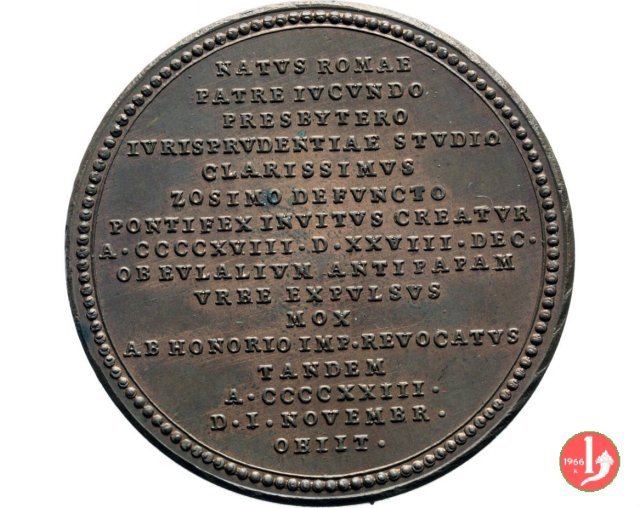 NATVS ROMAE
PATRE IVCVNDO
PRESBYTERO
IVRISPRVDENTIAE STVDIO
CLARISSIMVS
ZOSIMO DEFVNCTO
PONTIFEX INVITVS CREATVR
A·CCCCXVIII·D·XXVIII·DEC·
OB EVLALIVM ANTIPAPAM
VRBE EXPVLSVS
MOX
AB HONORIO IMP·REVOCATVS
TANDEM
A·CCCCXXIII·
D·I·NOVEMBR·
OBIIT·
1966